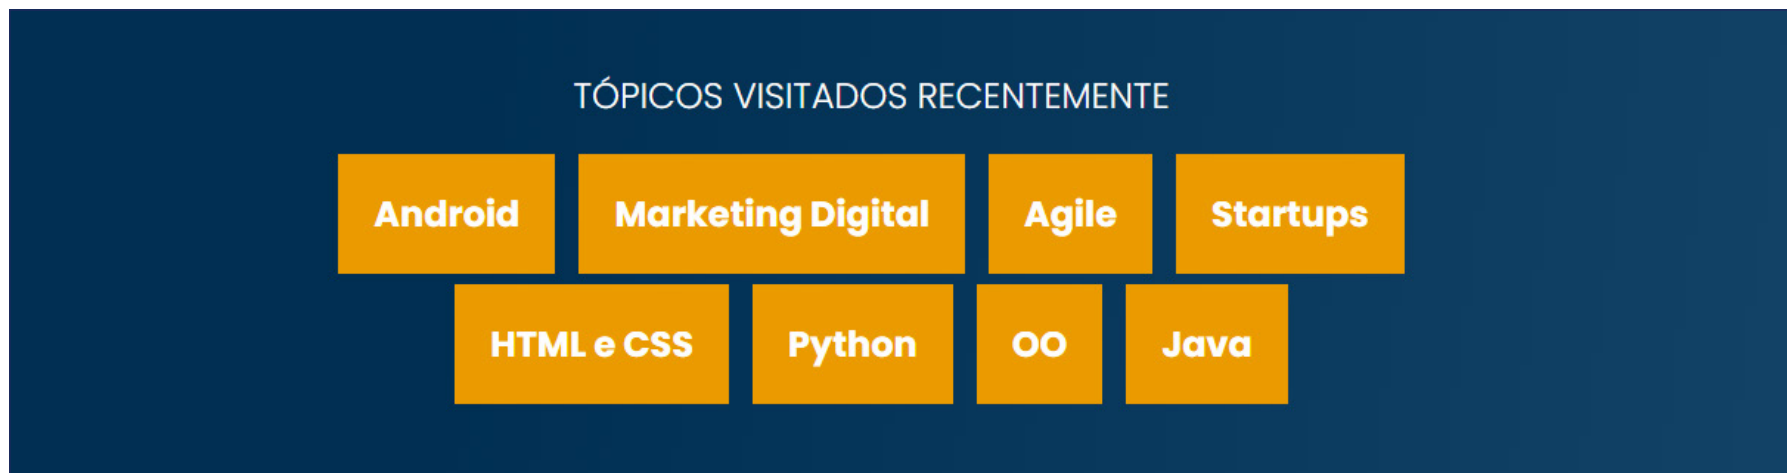 TÓPICOS VISITADOS RECENTEMENTE
Android Marketing Digital Agile Startups
HTML e CSS Python OO Java